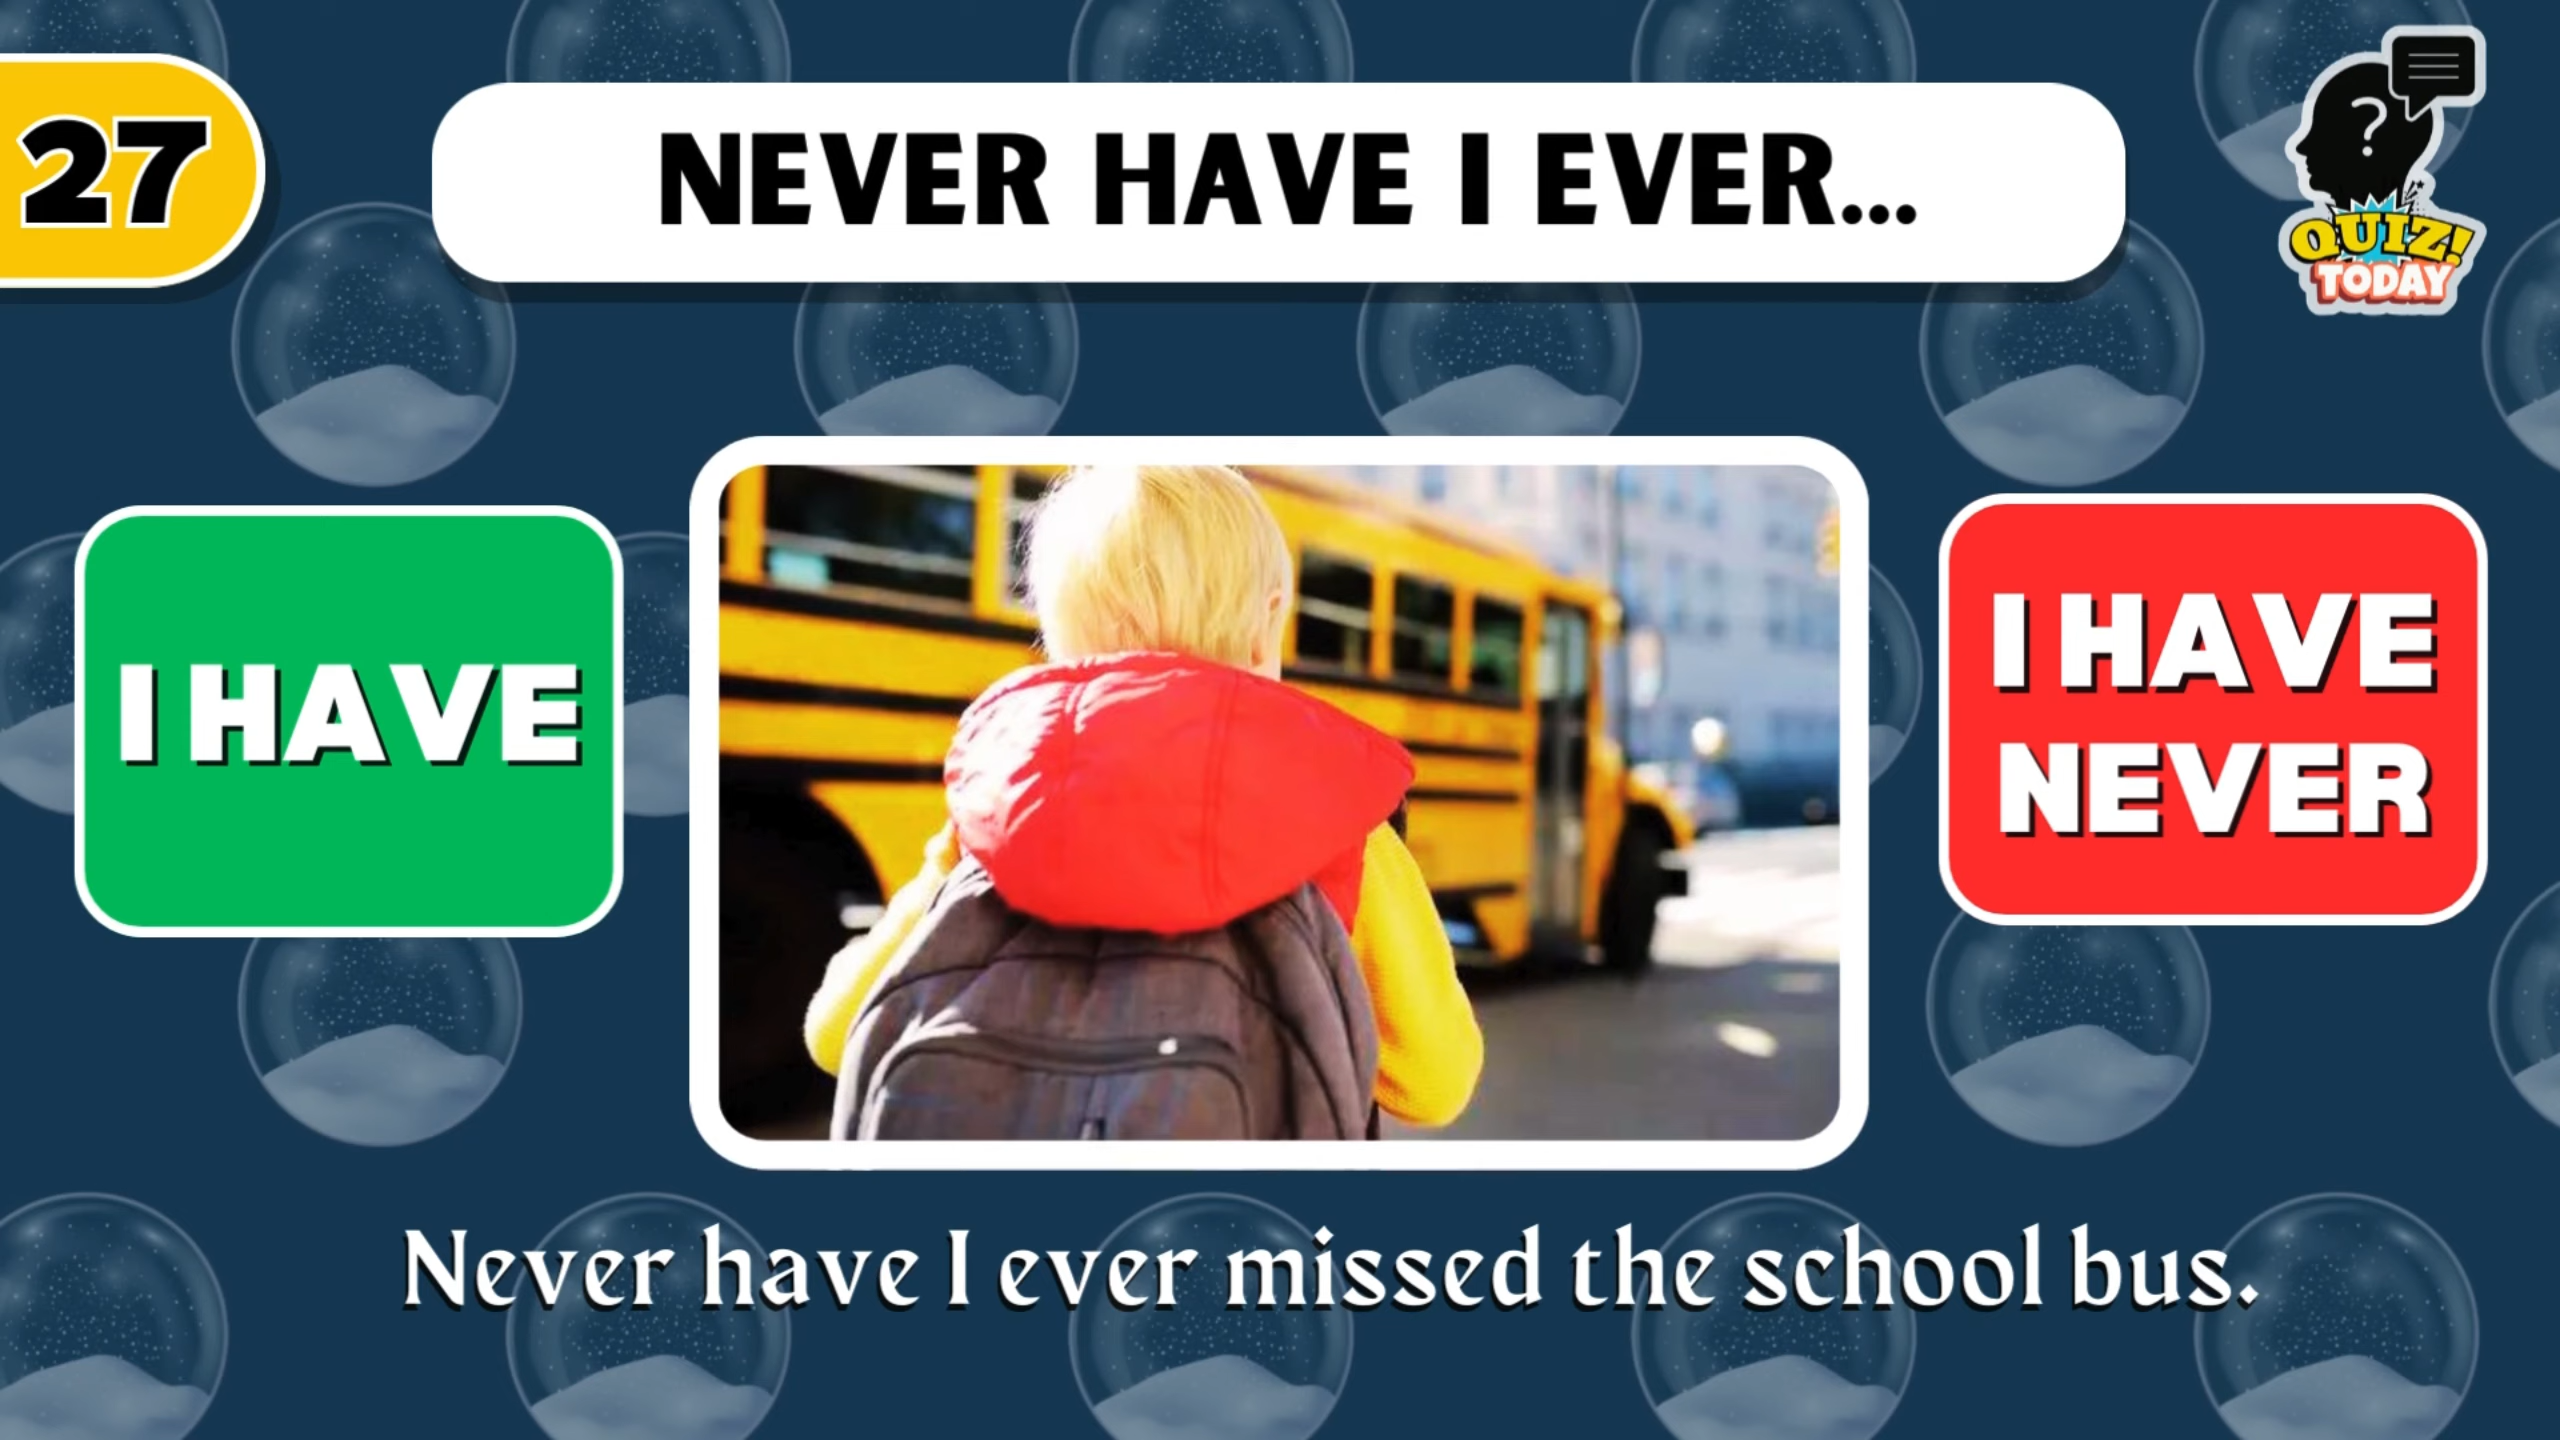 27
NEVER HAVE I EVER...
?
QUIZ!
TODAY
I HAVE
I HAVE
NEVER
Never have I ever missed the school bus.